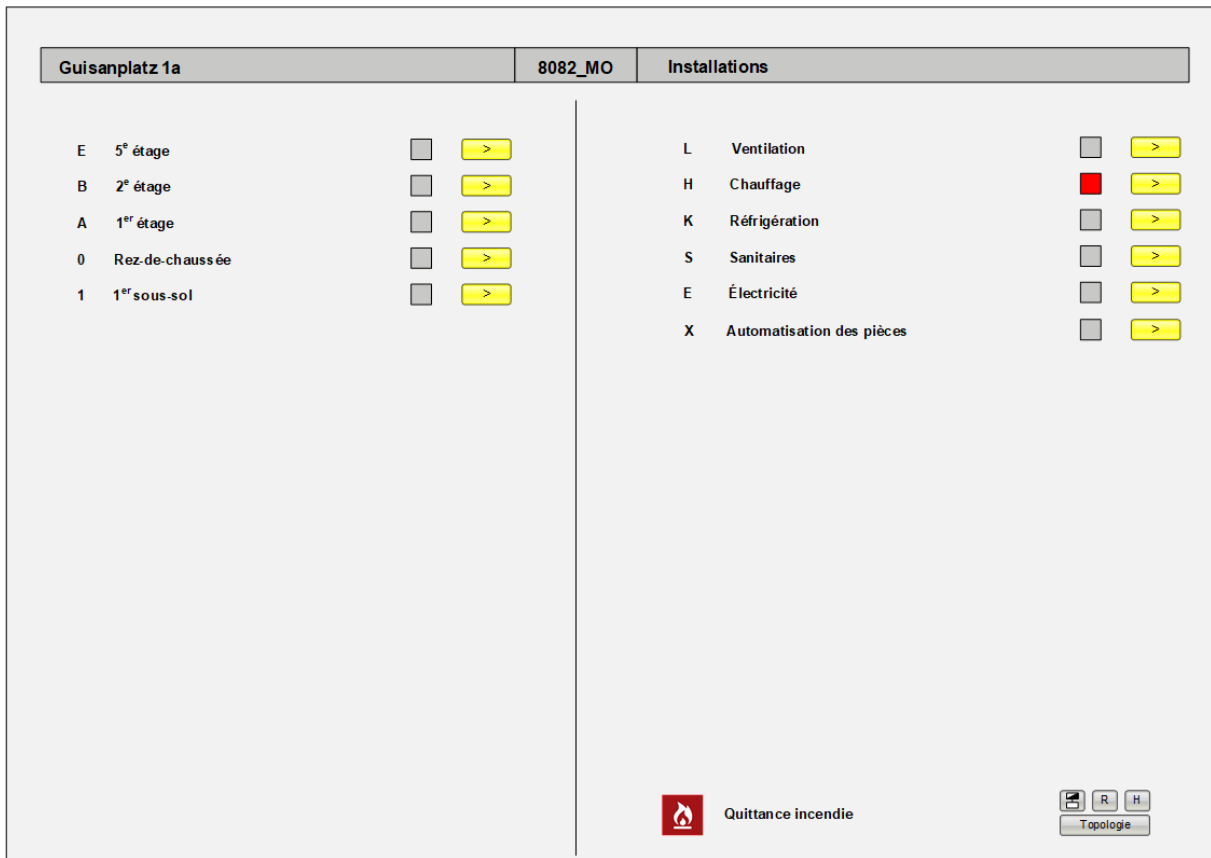 Guisanplatz 1a 8082_MO Installations
E 5e étage >
B 2e étage >
A 1er étage >
0 Rez-de-chaussée >
1 1er sous-sol >
L Ventilation >
H Chauffage >
K Réfrigération >
S Sanitaires >
E Électricité >
X Automatisation des pièces >
Quittance incendie
R H
Topologie